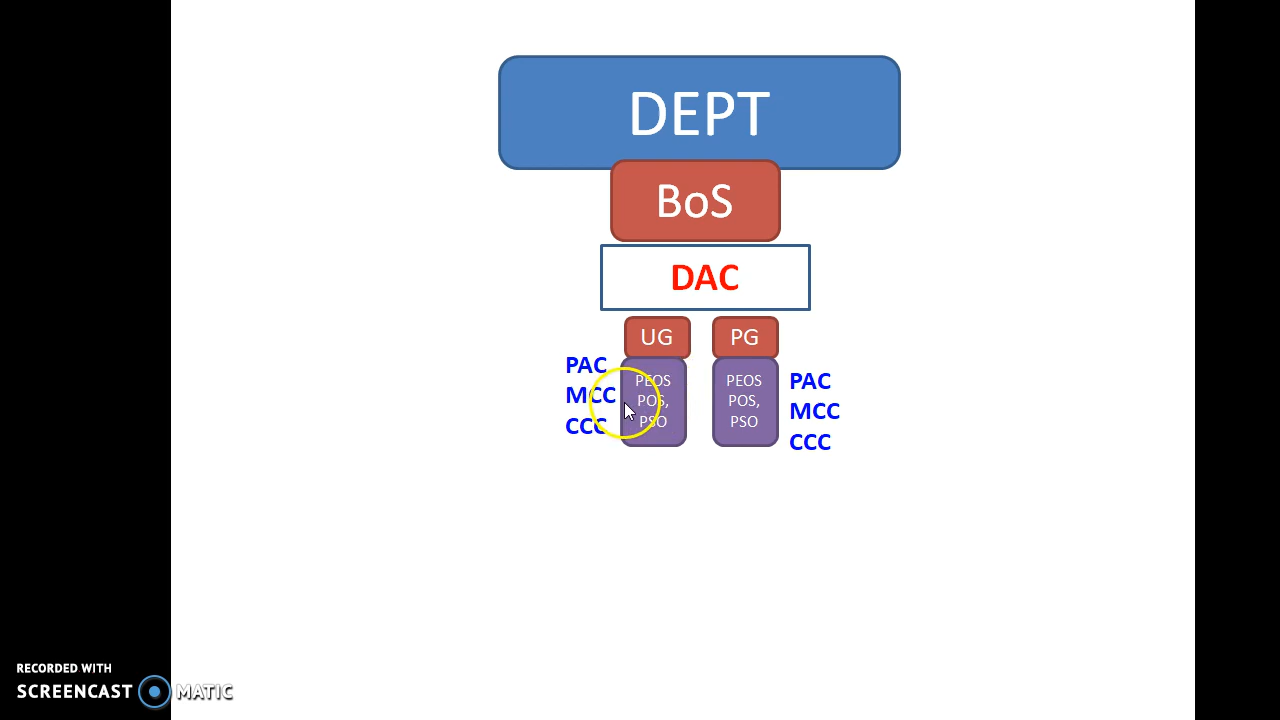 DEPT
BoS
DAC
UG
PG
PAC
MCC
CCC
PEOS
POS,
PSO
PEOS
POS,
PSO
PAC
MCC
CCC
RECORDED WITH
SCREENCAST MATIC